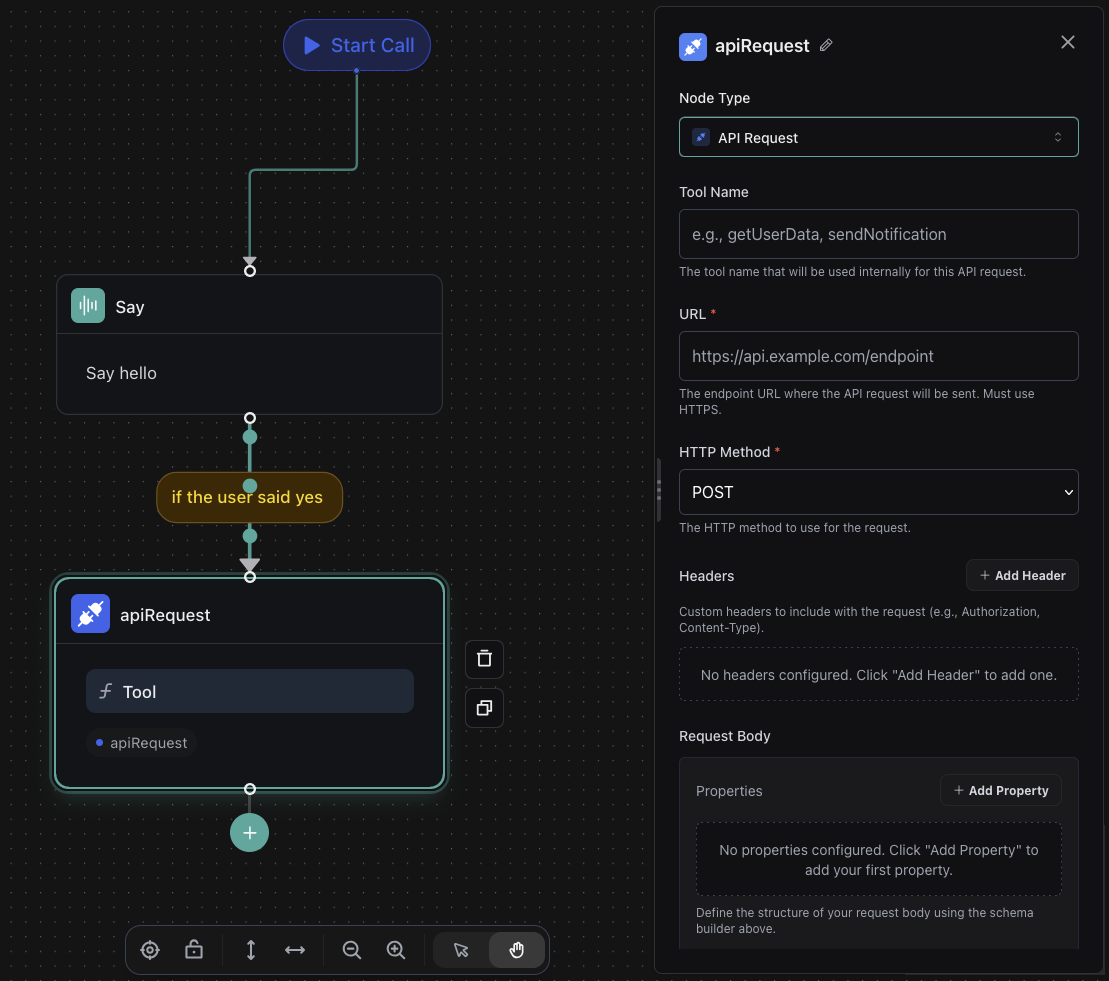 Start Call
Say
Say hello
if the user said yes
apiRequest
Tool
apiRequest
apiRequest
Node Type
API Request
Tool Name
e.g., getUserData, sendNotification
The tool name that will be used internally for this API request.
URL *
https://api.example.com/endpoint
The endpoint URL where the API request will be sent. Must use
HTTPS.
HTTP Method *
POST
The HTTP method to use for the request.
Headers
+ Add Header
Custom headers to include with the request (e.g., Authorization,
Content-Type).
No headers configured. Click "Add Header" to add one.
Request Body
Properties
+ Add Property
No properties configured. Click "Add Property" to
add your first property.
Define the structure of your request body using the schema
builder above.